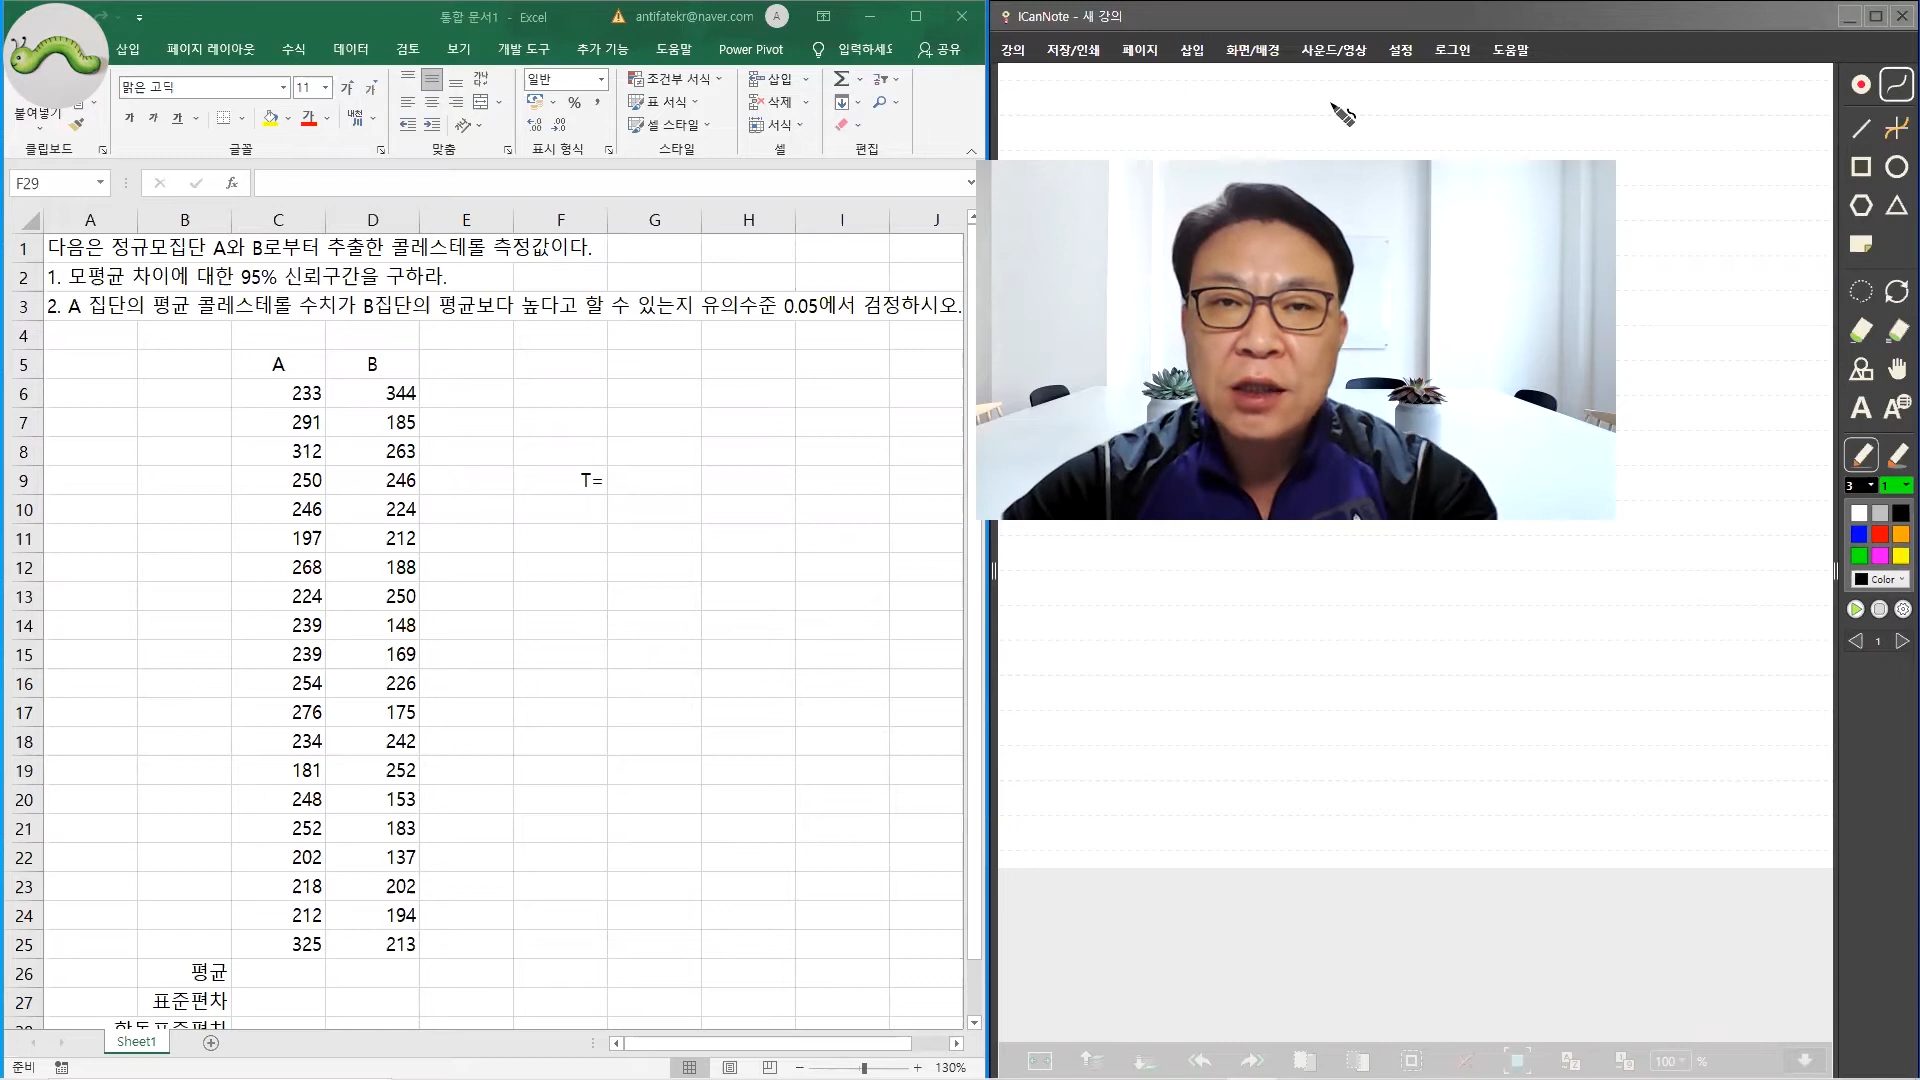 통합 문서1 - Excel
antifatekr@naver.com
A
삽입 페이지 레이아웃 수식 데이터 검토 보기 개발 도구 추가 기능 도움말 Power Pivot 공유
붙여넣기
맑은 고딕 11 가 가
가 가 가
일반
조건부 서식
표 서식
셀 스타일
삽입
삭제
서식
클립보드 글꼴 맞춤 표시 형식 스타일 셀 편집
F29 fx
A B C D E F G H I J
1 다음은 정규모집단 A와 B로부터 추출한 콜레스테롤 측정값이다.
2 1. 모평균 차이에 대한 95% 신뢰구간을 구하라.
3 2. A 집단의 평균 콜레스테롤 수치가 B집단의 평균보다 높다고 할 수 있는지 유의수준 0.05에서 검정하시오.
4
5 A B
6 233 344
7 291 185
8 312 263
9 250 246 T=
10 246 224
11 197 212
12 268 188
13 224 250
14 239 148
15 239 169
16 254 226
17 276 175
18 234 242
19 181 252
20 248 153
21 252 183
22 202 137
23 218 202
24 212 194
25 325 213
26 평균
27 표준편차
Sheet1
준비
130%
ICanNote - 새 강의
강의 저장/인쇄 페이지 삽입 화면/배경 사운드/영상 설정 로그인 도움말
A A
3 1
Color
1
100 %